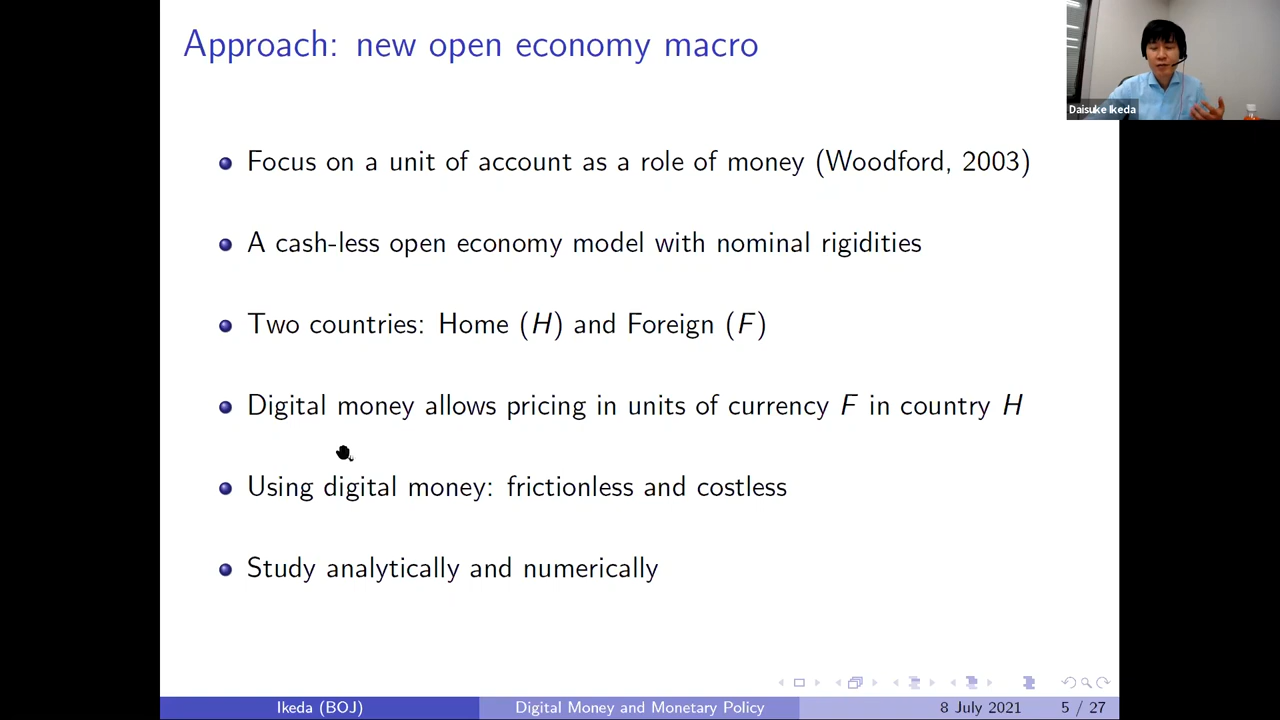 Approach: new open economy macro
Daisuke Ikeda
Focus on a unit of account as a role of money (Woodford, 2003)
A cash-less open economy model with nominal rigidities
Two countries: Home (H) and Foreign (F)
Digital money allows pricing in units of currency F in country H
Using digital money: frictionless and costless
Study analytically and numerically
Ikeda (BOJ)
Digital Money and Monetary Policy
8 July 2021
5 / 27